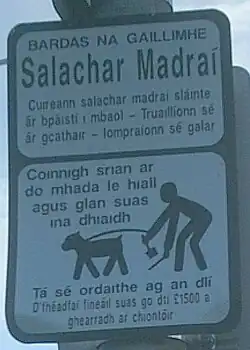 BARDAS NA GAILLIMHE
Salachar Madraí
Cuireann salachar madraí sláinte
ár bpáistí i mbaol - Truaillíonn sé
ár gcathair - Iompraíonn sé galar
Coinnigh srian ar
do mhada le hiall
agus glan suas
ina dhiaidh
Tá sé ordaithe ag an dlí
D'fhéadfaí fineáil suas go dtí £1500 a
ghearradh ar chiontóir